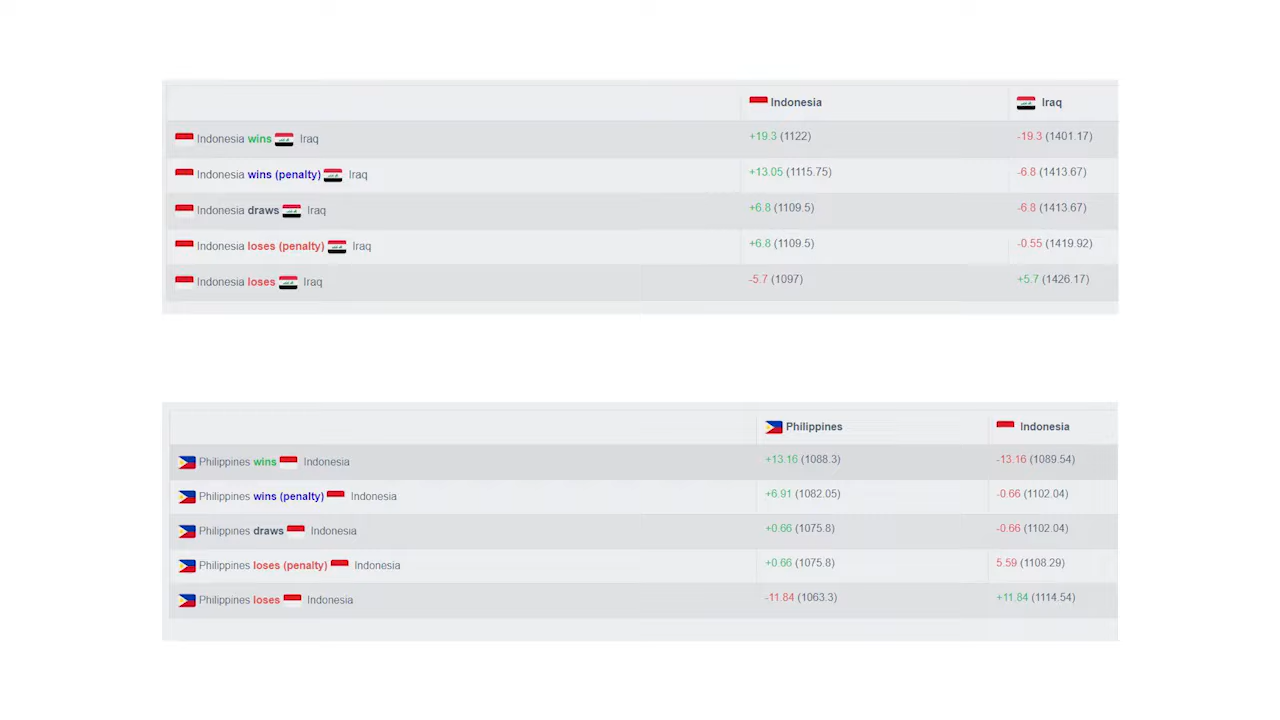 Indonesia Iraq
Indonesia wins Iraq +19.3 (1122) -19.3 (1401.17)
Indonesia wins (penalty) Iraq +13.05 (1115.75) -6.8 (1413.67)
Indonesia draws Iraq +6.8 (1109.5) -6.8 (1413.67)
Indonesia loses (penalty) Iraq +6.8 (1109.5) -0.55 (1419.92)
Indonesia loses Iraq -5.7 (1097) +5.7 (1426.17)
Philippines Indonesia
Philippines wins Indonesia +13.16 (1088.3) -13.16 (1089.54)
Philippines wins (penalty) Indonesia +6.91 (1082.05) -0.66 (1102.04)
Philippines draws Indonesia +0.66 (1075.8) -0.66 (1102.04)
Philippines loses (penalty) Indonesia +0.66 (1075.8) 5.59 (1108.29)
Philippines loses Indonesia -11.84 (1063.3) +11.84 (1114.54)